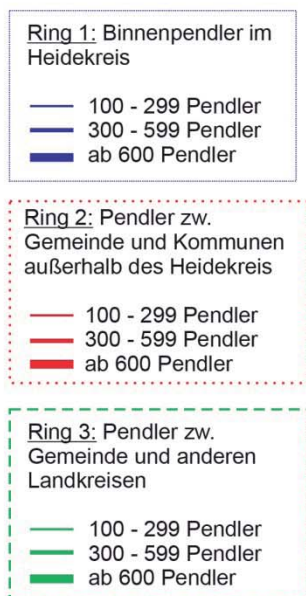 Ring 1: Binnenpendler im
Heidekreis
100 - 299 Pendler
300 - 599 Pendler
ab 600 Pendler
Ring 2: Pendler zw.
Gemeinde und Kommunen
außerhalb des Heidekreis
100 - 299 Pendler
300 - 599 Pendler
ab 600 Pendler
Ring 3: Pendler zw.
Gemeinde und anderen
Landkreisen
100 - 299 Pendler
300 - 599 Pendler
ab 600 Pendler